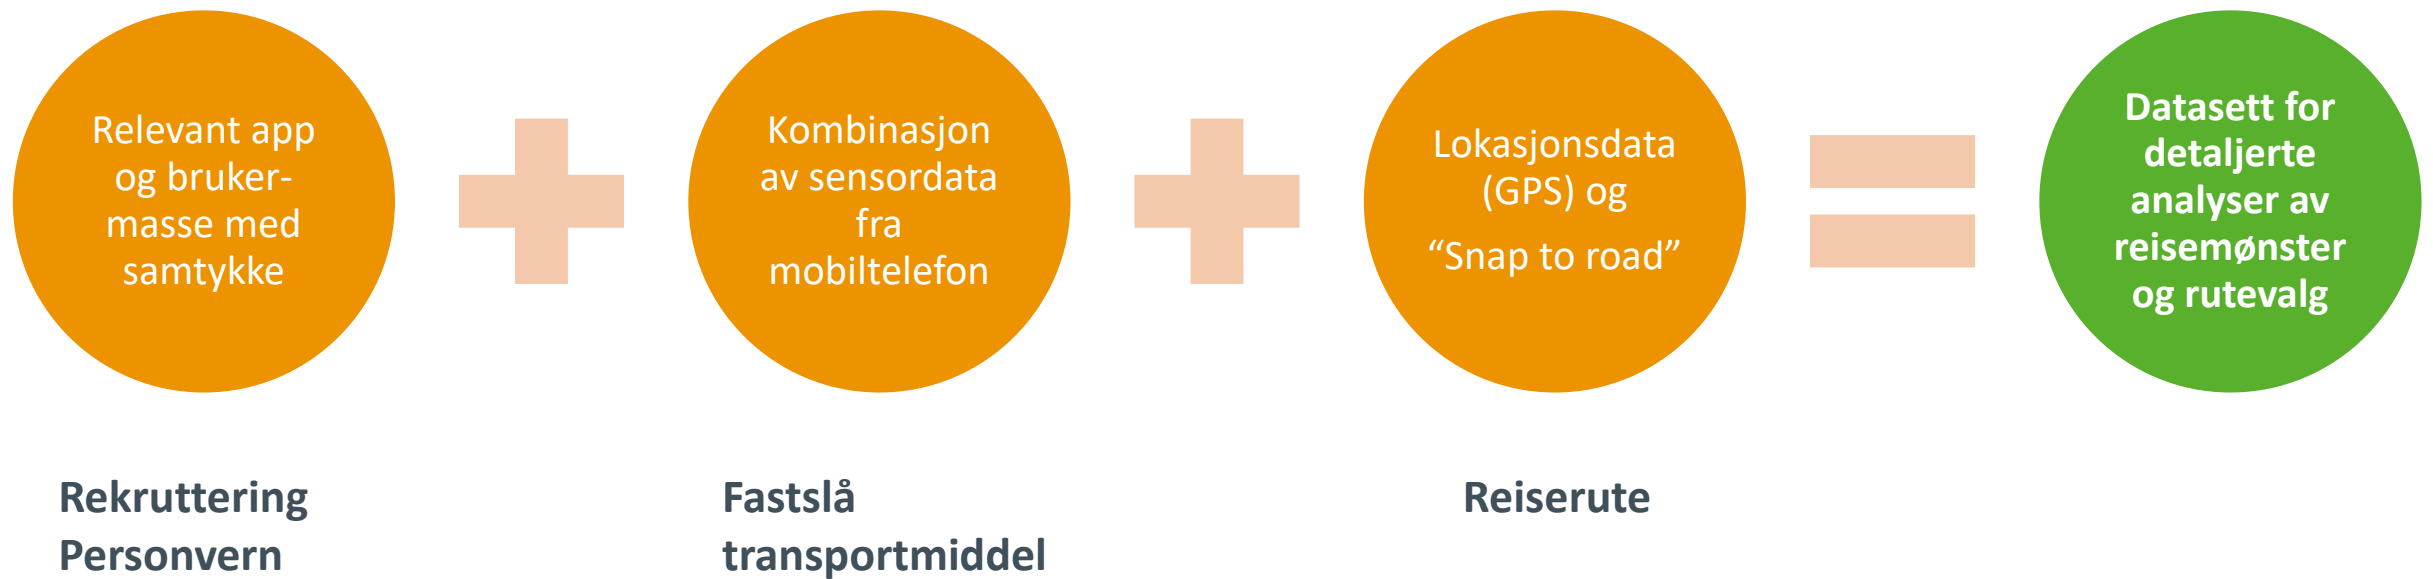 Relevant app
og bruker-
masse med
samtykke
Kombinasjon
av sensordata
fra
mobiltelefon
Lokasjonsdata
(GPS) og
“Snap to road”
Datasett for
detaljerte
analyser av
reisemønster
og rutevalg
Rekruttering
Personvern
Fastslå
transportmiddel
Reiserute